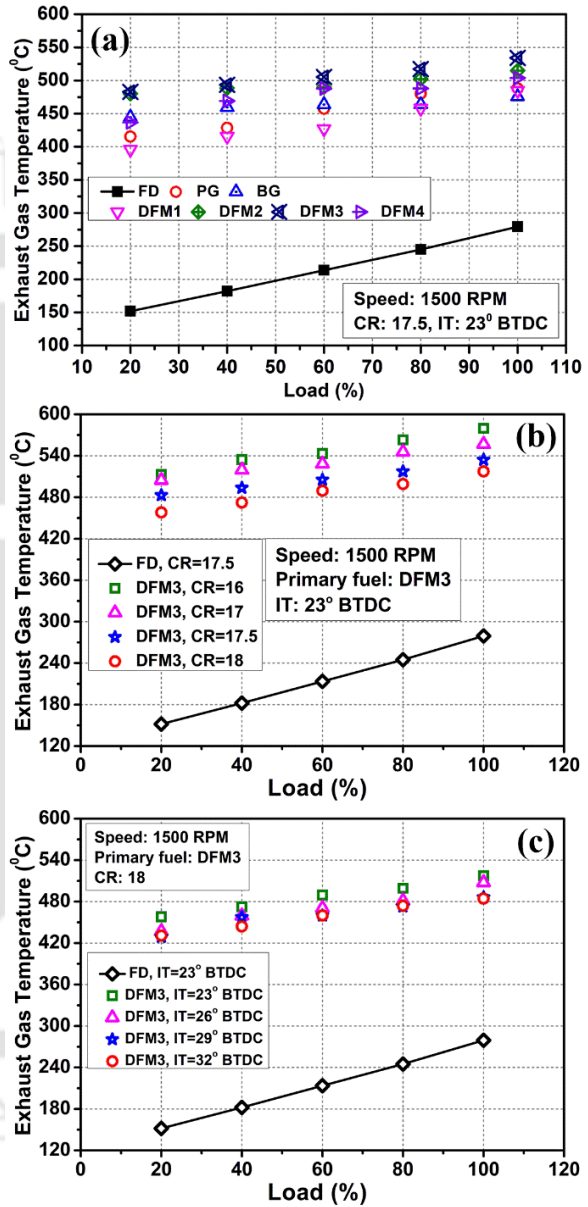 (a)
600
550
500
450
400
350
300
250
200
150
100
Exhaust Gas Temperature (⁰C)
FD PG BG
DFM1 DFM2 DFM3 DFM4
Speed: 1500 RPM
CR: 17.5, IT: 23⁰ BTDC
10 20 30 40 50 60 70 80 90 100 110
Load (%)
(b)
600
540
480
420
360
300
240
180
120
Exhaust Gas Temperature (⁰C)
FD, CR=17.5
DFM3, CR=16
DFM3, CR=17
DFM3, CR=17.5
DFM3, CR=18
Speed: 1500 RPM
Primary fuel: DFM3
IT: 23° BTDC
0 20 40 60 80 100 120
Load (%)
(c)
600
540
480
420
360
300
240
180
120
Exhaust Gas Temperature (⁰C)
Speed: 1500 RPM
Primary fuel: DFM3
CR: 18
FD, IT=23° BTDC
DFM3, IT=23° BTDC
DFM3, IT=26° BTDC
DFM3, IT=29° BTDC
DFM3, IT=32° BTDC
0 20 40 60 80 100 120
Load (%)